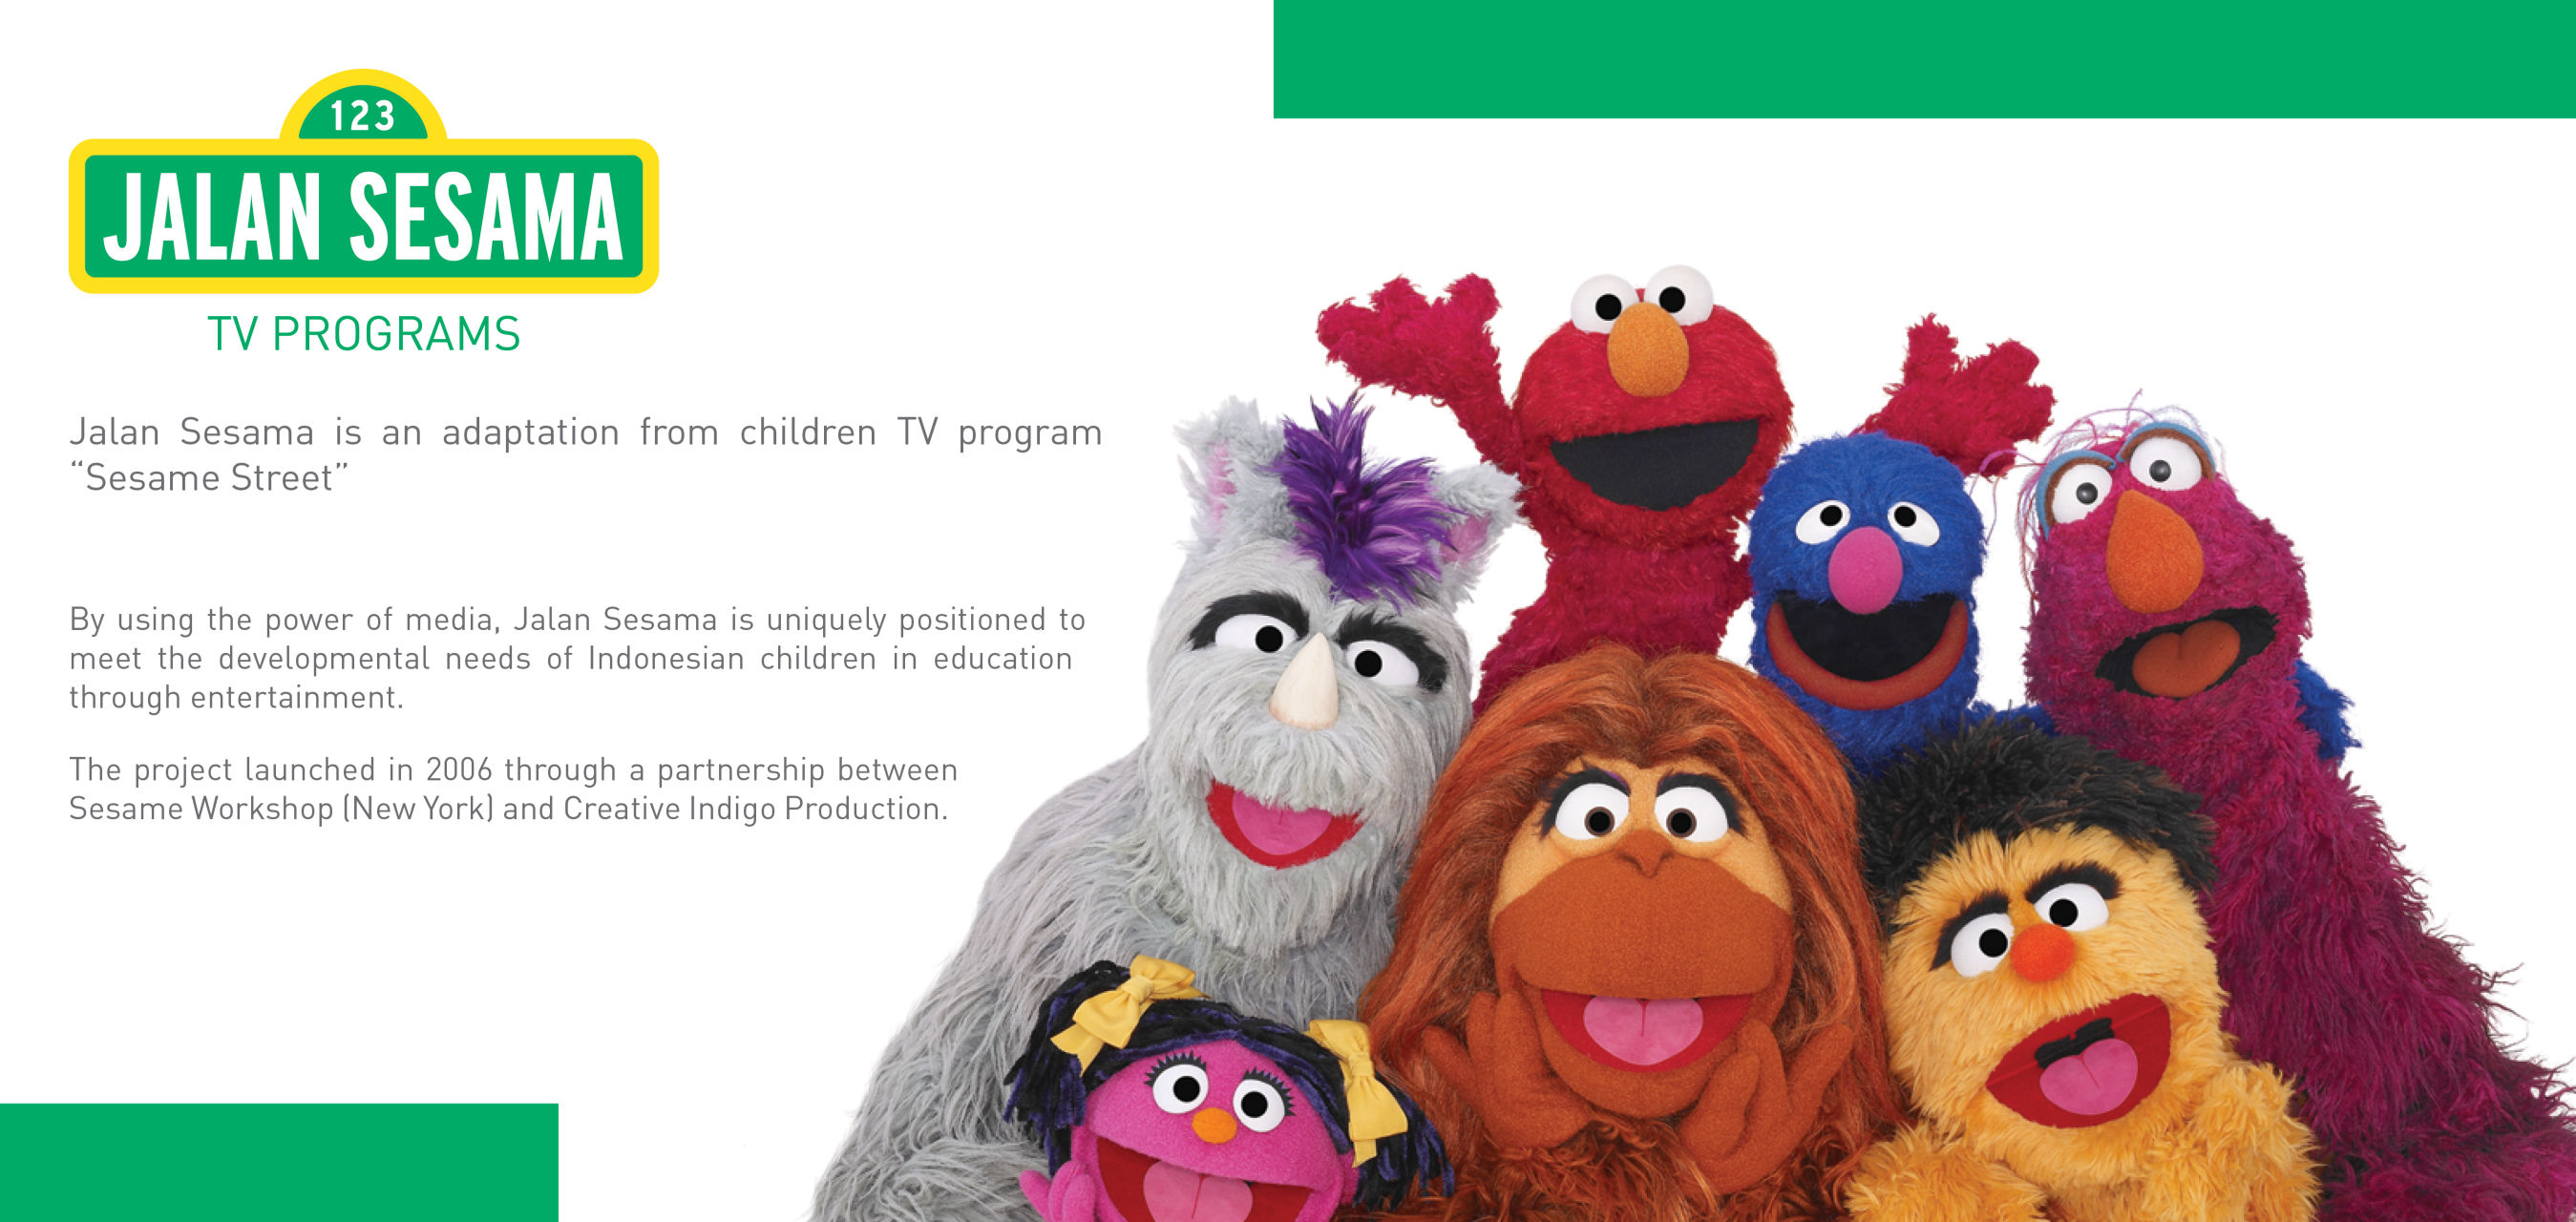 123
JALAN SESAMA
TV PROGRAMS
Jalan Sesama is an adaptation from children TV program
“Sesame Street”
By using the power of media, Jalan Sesama is uniquely positioned to
meet the developmental needs of Indonesian children in education
through entertainment.
The project launched in 2006 through a partnership between
Sesame Workshop (New York) and Creative Indigo Production.